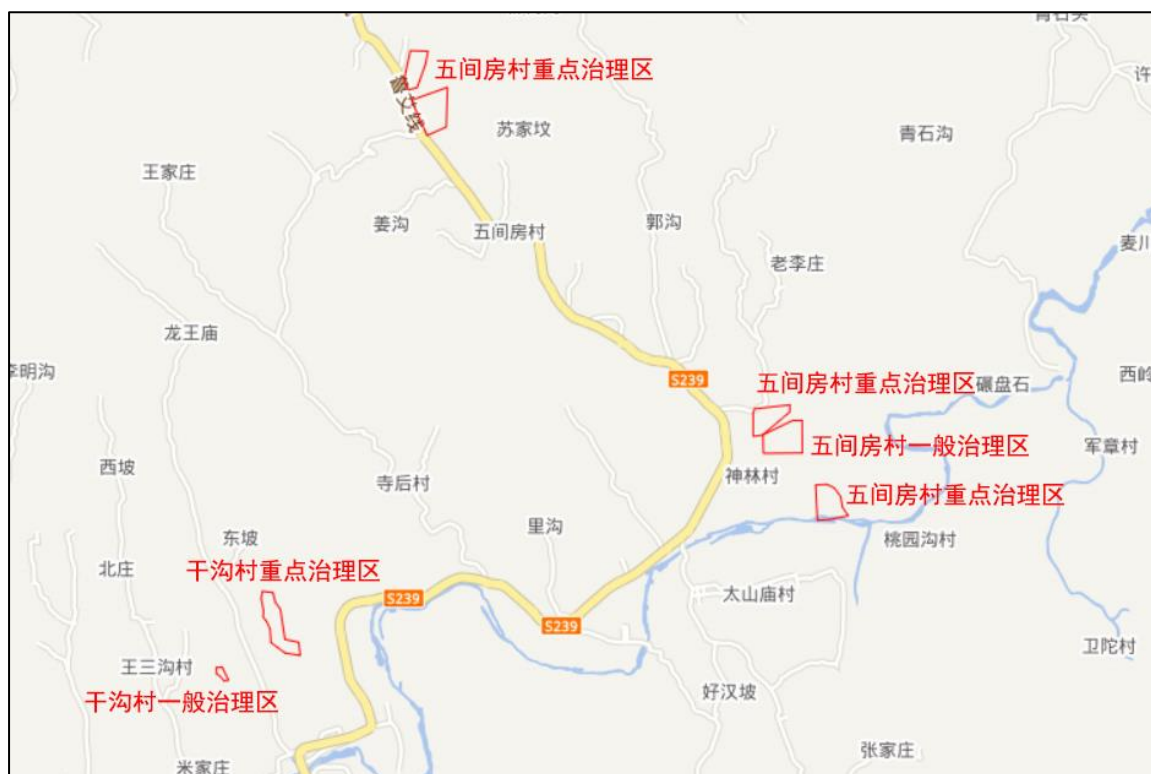 五间房村重点治理区
许
苏家坟
青石沟
王家庄
姜沟
五间房村
郭沟
麦川
老李庄
龙王庙
李明沟
S239
五间房村重点治理区
碾盘石
西岭
五间房村一般治理区
军章村
西坡
寺后村
神林村
五间房村重点治理区
里沟
东坡
桃园沟村
干沟村重点治理区
北庄
S239
太山庙村
S239
王三沟村
卫陀村
干沟村一般治理区
好汉坡
张家庄
米家庄